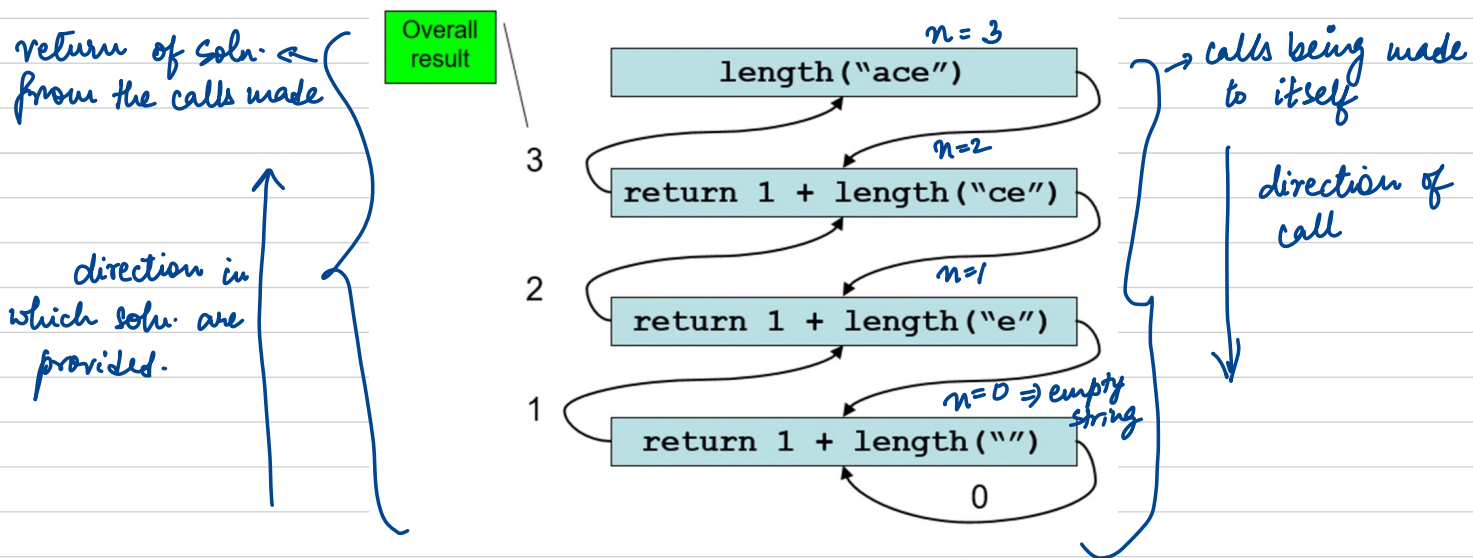 return of soln. ←
from the calls made
direction in
which soln. are
provided.
Overall
result
3
2
1
n = 3
length("ace")
n=2
return 1 + length("ce")
n=1
return 1 + length("e")
n=0 ⇒ empty
string
return 1 + length("")
0
→ calls being made
to itself
direction of
call